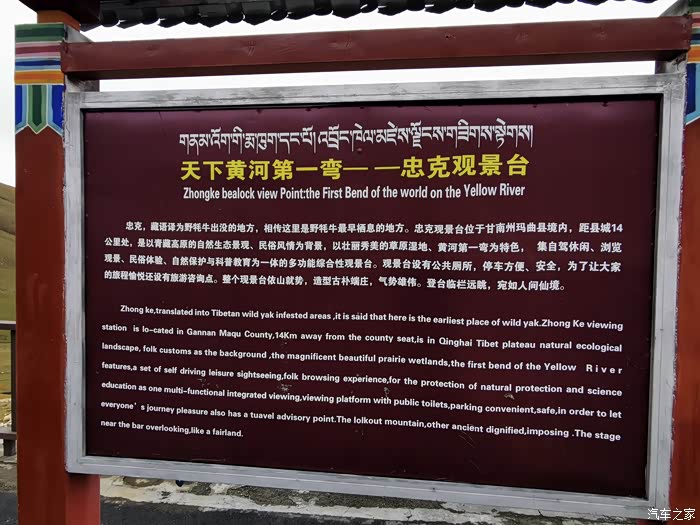 གནམ་འོག་གི་རྨ་ཁུག་དང་པོ། འབྲོང་ཁེལ་མཛེས་ལྗོངས་གཟིགས་སྟེགས།
天下黄河第一弯——忠克观景台
Zhongke bealock view Point:the First Bend of the world on the Yellow River
忠克，藏语译为野牦牛出没的地方，相传这里是野牦牛最早栖息的地方。忠克观景台位于甘南州玛曲县境内，距县城14
公里处，是以青藏高原的自然生态景观、民俗风情为背景，以壮丽秀美的草原湿地、黄河第一弯为特色， 集自驾休闲、浏览
观景、民俗体验、自然保护与科普教育为一体的多功能综合性观景台。观景台设有公共厕所，停车方便、安全，为了让大家
的旅程愉悦还设有旅游咨询点。整个观景台依山就势，造型古朴端庄，气势雄伟。登台临栏远眺，宛如人间仙境。
Zhong ke,translated into Tibetan wild yak infested areas ,it is said that here is the earliest place of wild yak.Zhong Ke viewing
station is lo-cated in Gannan Maqu County,14Km away from the county seat,is in Qinghai Tibet plateau natural ecological
landscape, folk customs as the background ,the magnificent beautiful prairie wetlands,the first bend of the Yellow River
features,a set of self driving leisure sightseeing,folk browsing experience,for the protection of natural protection and science
education as one multi-functional integrated viewing,viewing platform with public toilets,parking convenient,safe,in order to let
everyone's journey pleasure also has a tuavel advisory point.The lolkout mountain,other ancient dignified,imposing .The stage
near the bar overlooking,like a fairland.
汽车之家